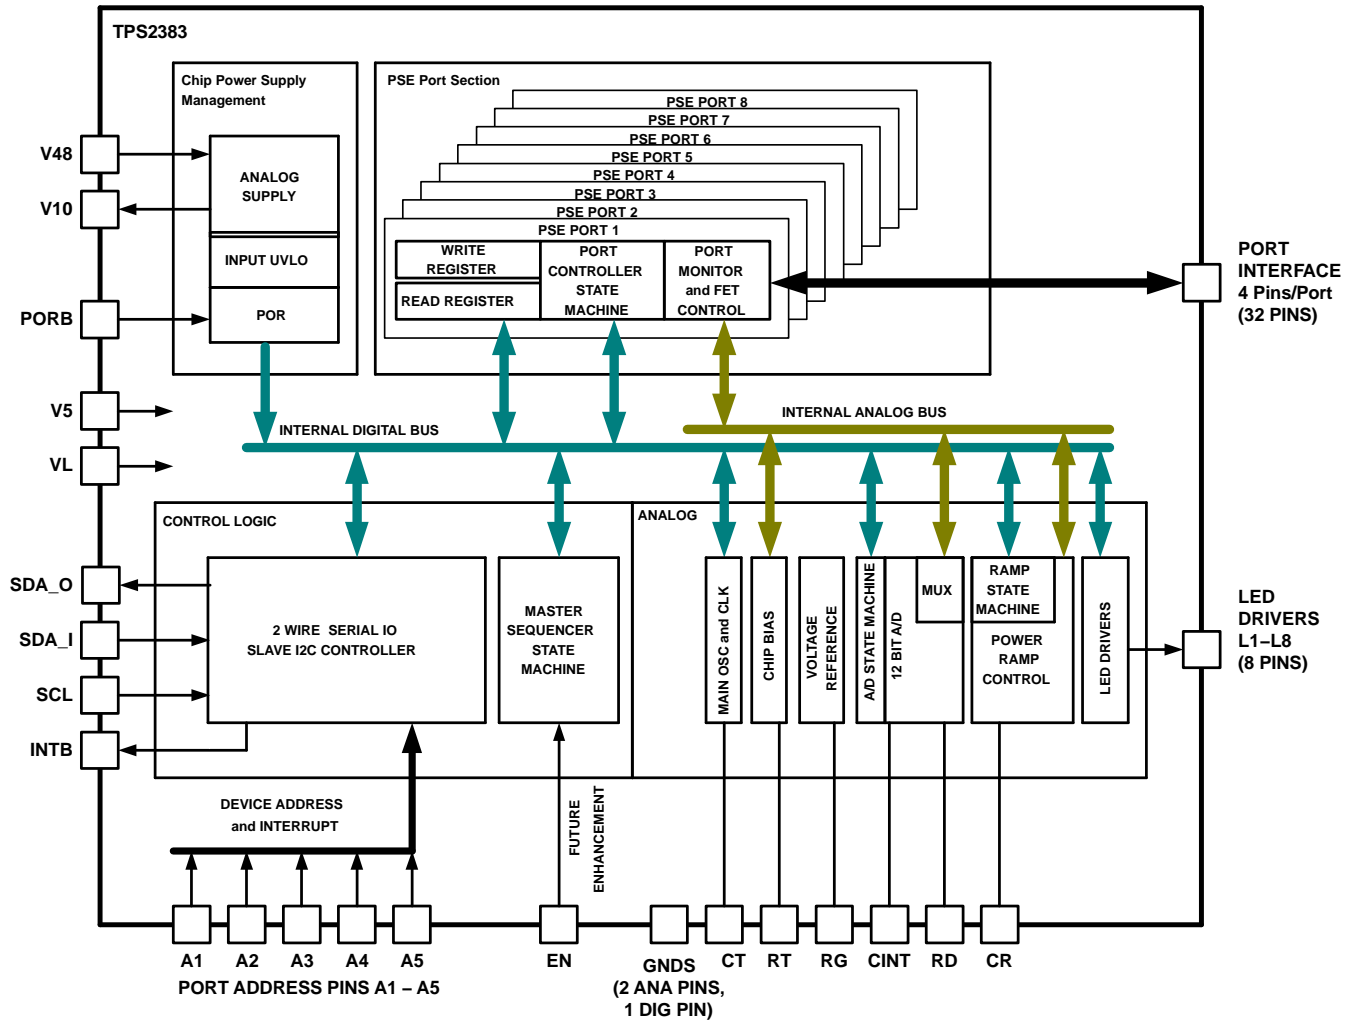 TPS2383
Chip Power Supply
Management
PSE Port Section
PSE PORT 8
PSE PORT 7
PSE PORT 6
PSE PORT 5
PSE PORT 4
PSE PORT 3
PSE PORT 2
PSE PORT 1
V48
V10
PORB
V5
VL
ANALOG
SUPPLY
INPUT UVLO
POR
WRITE
REGISTER
READ REGISTER
PORT
CONTROLLER
STATE
MACHINE
PORT
MONITOR
and FET
CONTROL
PORT
INTERFACE
4 Pins/Port
(32 PINS)
INTERNAL DIGITAL BUS
INTERNAL ANALOG BUS
CONTROL LOGIC
ANALOG
SDA_O
SDA_I
SCL
INTB
2 WIRE SERIAL IO
SLAVE I2C CONTROLLER
MASTER
SEQUENCER
STATE
MACHINE
MAIN OSC and CLK
CHIP BIAS
VOLTAGE
REFERENCE
A/D STATE MACHINE
12 BIT A/D
MUX
RAMP
STATE
MACHINE
POWER
RAMP
CONTROL
LED DRIVERS
LED
DRIVERS
L1–L8
(8 PINS)
DEVICE ADDRESS
and INTERRUPT
FUTURE
ENHANCEMENT
A1
A2
A3
A4
A5
PORT ADDRESS PINS A1 – A5
EN
GNDS
(2 ANA PINS,
1 DIG PIN)
CT
RT
RG
CINT
RD
CR